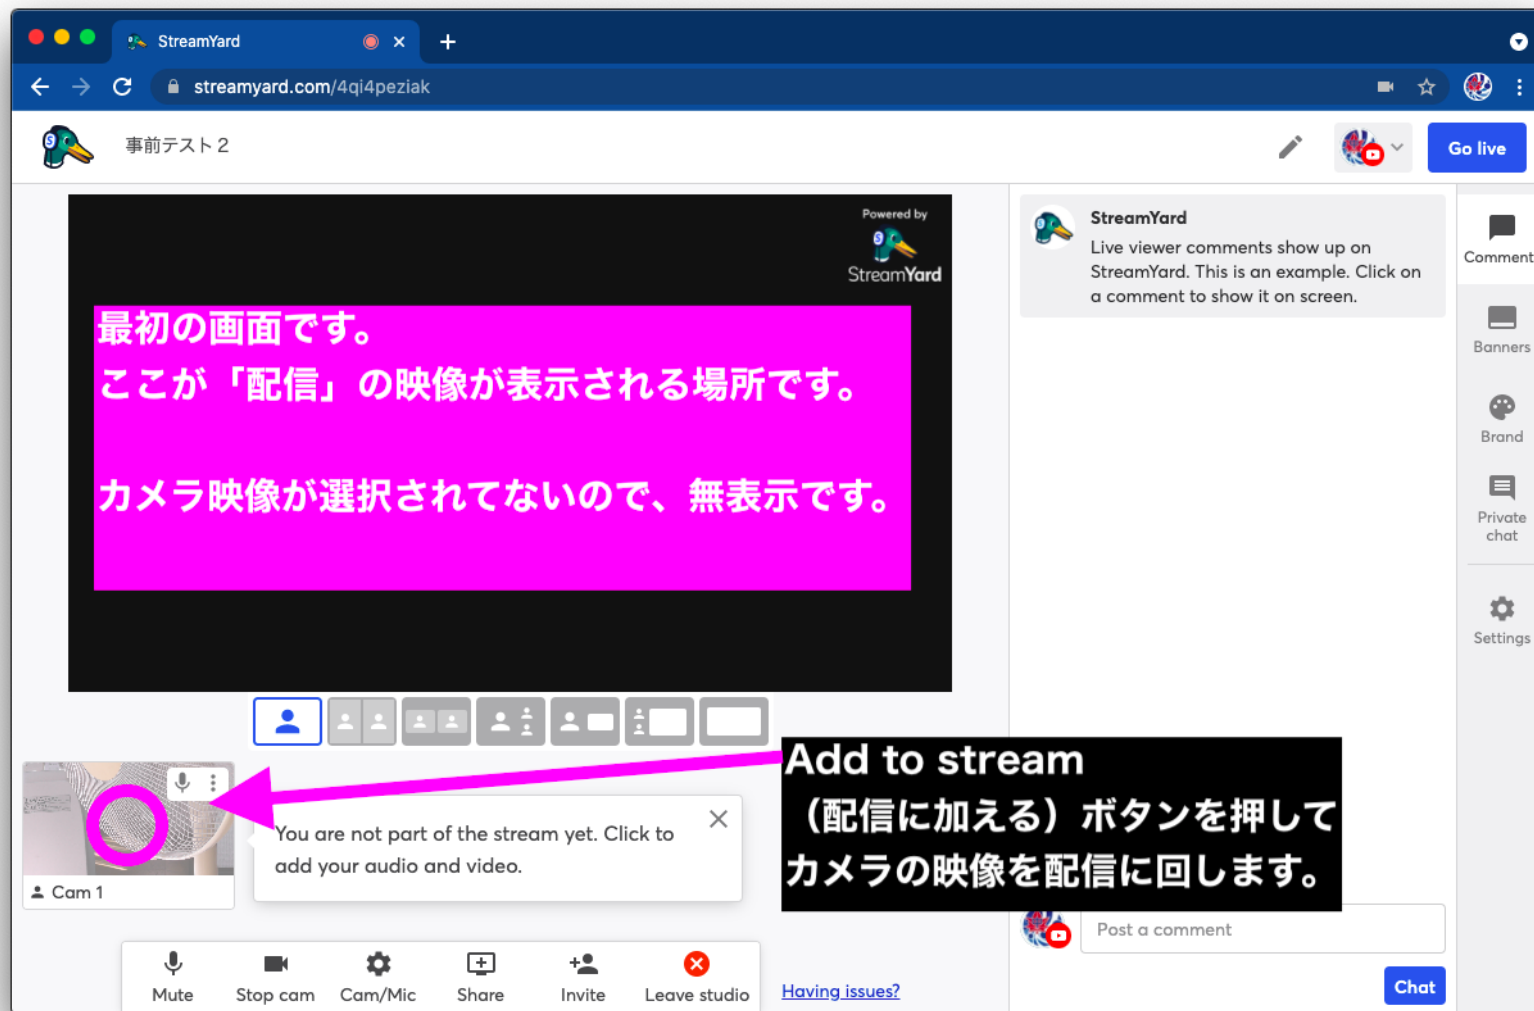 StreamYard
streamyard.com/4qi4peziak
事前テスト 2
Go live
Powered by
StreamYard
最初の画面です。
ここが「配信」の映像が表示される場所です。
カメラ映像が選択されてないので、無表示です。
StreamYard
Live viewer comments show up on
StreamYard. This is an example. Click on
a comment to show it on screen.
Comment
Banners
Brand
Private
chat
Settings
Add to stream
（配信に加える）ボタンを押して
カメラの映像を配信に回します。
You are not part of the stream yet. Click to
add your audio and video.
Cam 1
Post a comment
Chat
Mute
Stop cam
Cam/Mic
Share
Invite
Leave studio
Having issues?